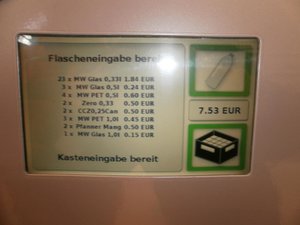 Flascheneingabe bereit
23 x MW Glas 0,33l 1.84 EUR
3 x MW Glas 0,5l 0.24 EUR
4 x MW PET 0,5l 0.60 EUR
2 x Zero 0,33 0.50 EUR
2 x CCZ0,25Can 0.50 EUR
3 x MW PET 1,0l 0.45 EUR
2 x Pfanner Mang 0.50 EUR
1 x MW Glas 1,0l 0.15 EUR
7.53 EUR
Kasteneingabe bereit